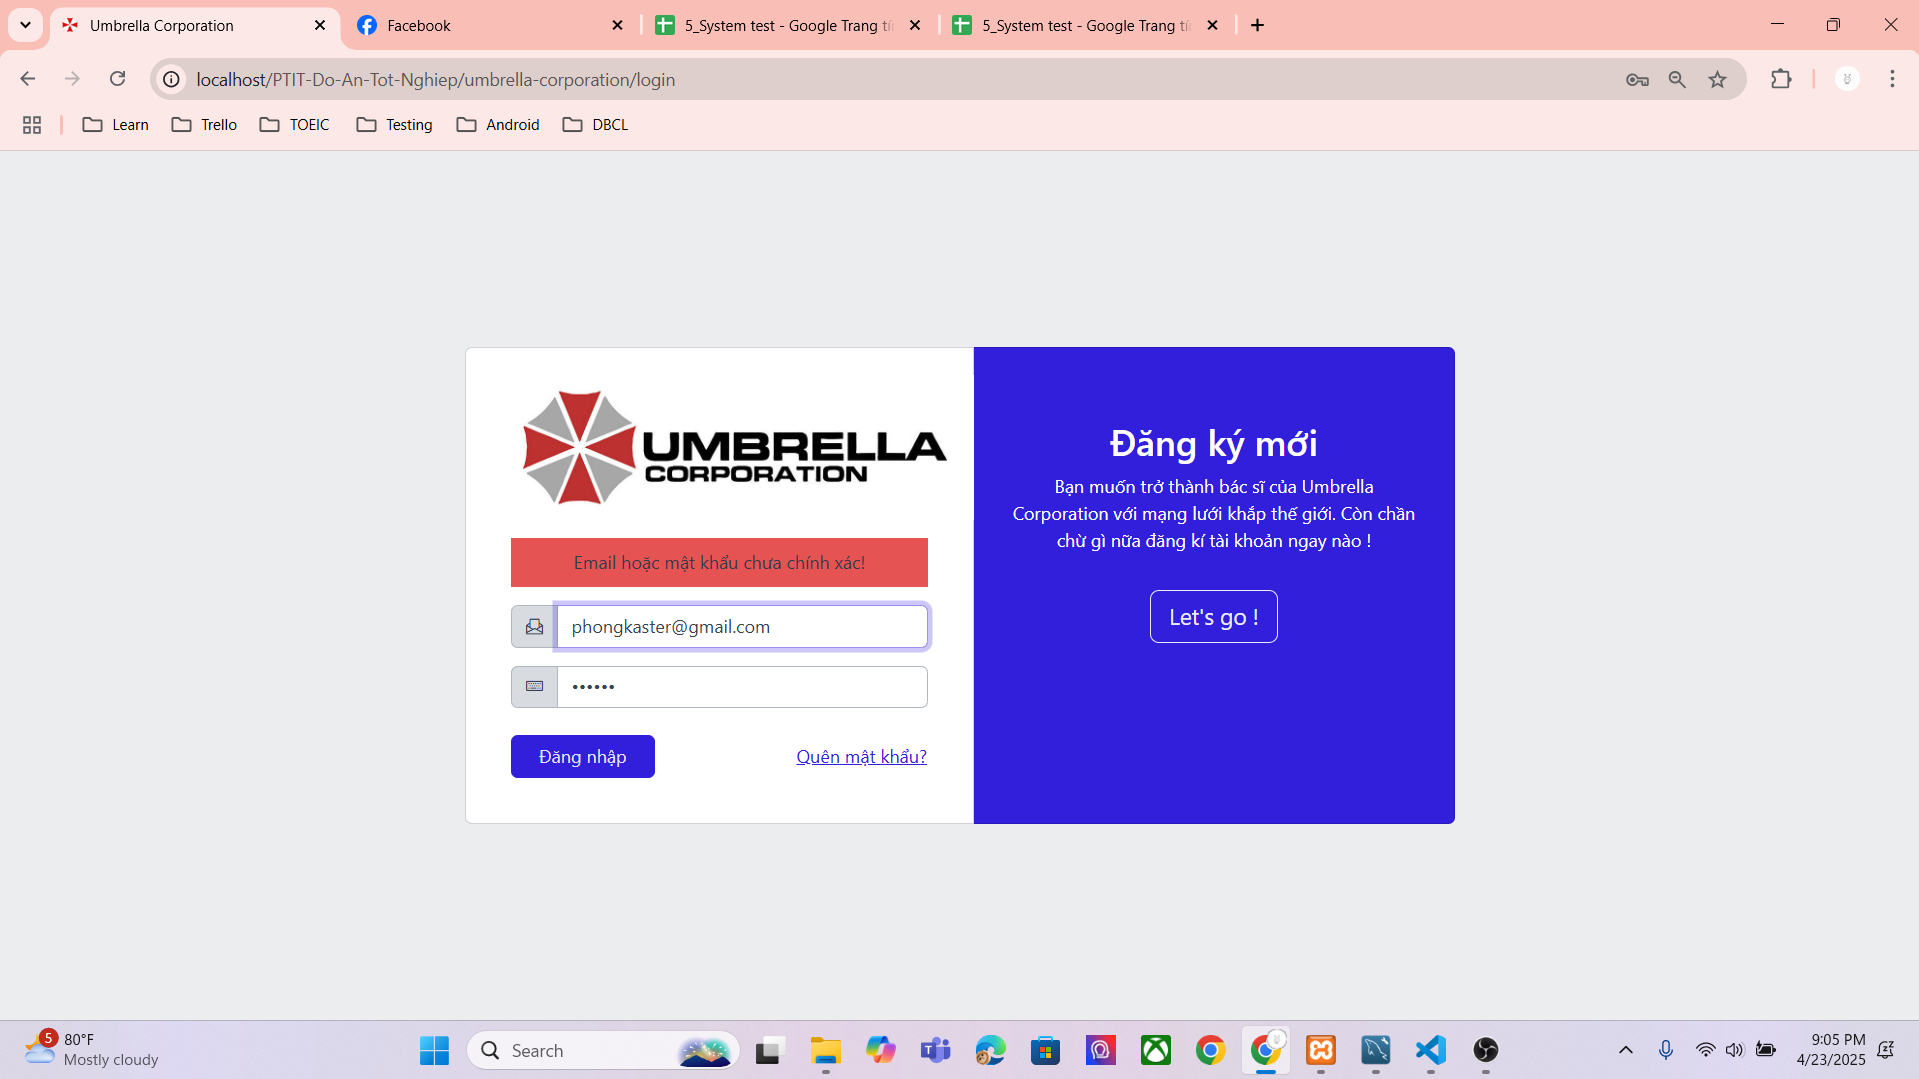 Umbrella Corporation
Facebook
5_System test - Google Trang tí
5_System test - Google Trang tí
localhost/PTIT-Do-An-Tot-Nghiep/umbrella-corporation/login
Learn
Trello
TOEIC
Testing
Android
DBCL
UMBRELLA
CORPORATION
Email hoặc mật khẩu chưa chính xác!
phongkaster@gmail.com
••••••
Đăng nhập
Quên mật khẩu?
Đăng ký mới
Bạn muốn trở thành bác sĩ của Umbrella
Corporation với mạng lưới khắp thế giới. Còn chần
chừ gì nữa đăng kí tài khoản ngay nào !
Let's go !
5
80°F
Mostly cloudy
Search
9:05 PM
4/23/2025